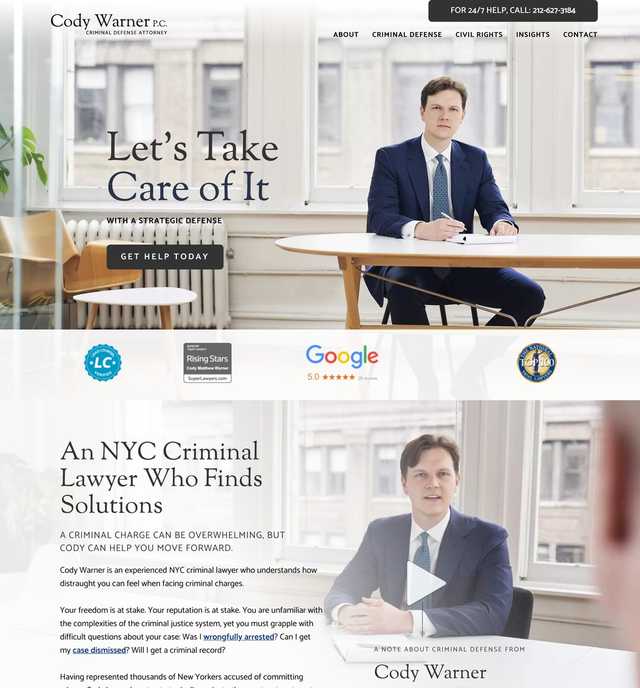 FOR 24/7 HELP, CALL: 212-627-3184
Cody Warner P.C.
CRIMINAL DEFENSE ATTORNEY
ABOUT CRIMINAL DEFENSE CIVIL RIGHTS INSIGHTS CONTACT
Let's Take
Care of It
WITH A STRATEGIC DEFENSE
GET HELP TODAY
LC
Rising Stars
Cody Matthew Warner
SuperLawyers.com
Google
5.0
THE NATIONAL
TOP 100
An NYC Criminal
Lawyer Who Finds
Solutions
A CRIMINAL CHARGE CAN BE OVERWHELMING, BUT
CODY CAN HELP YOU MOVE FORWARD.
Cody Warner is an experienced NYC criminal lawyer who understands how
distraught you can feel when facing criminal charges.
Your freedom is at stake. Your reputation is at stake. You are unfamiliar with
the complexities of the criminal justice system, yet you must grapple with
difficult questions about your case: Was I wrongfully arrested? Can I get
my case dismissed? Will I get a criminal record?
Having represented thousands of New Yorkers accused of committing
A NOTE ABOUT CRIMINAL DEFENSE FROM
Cody Warner